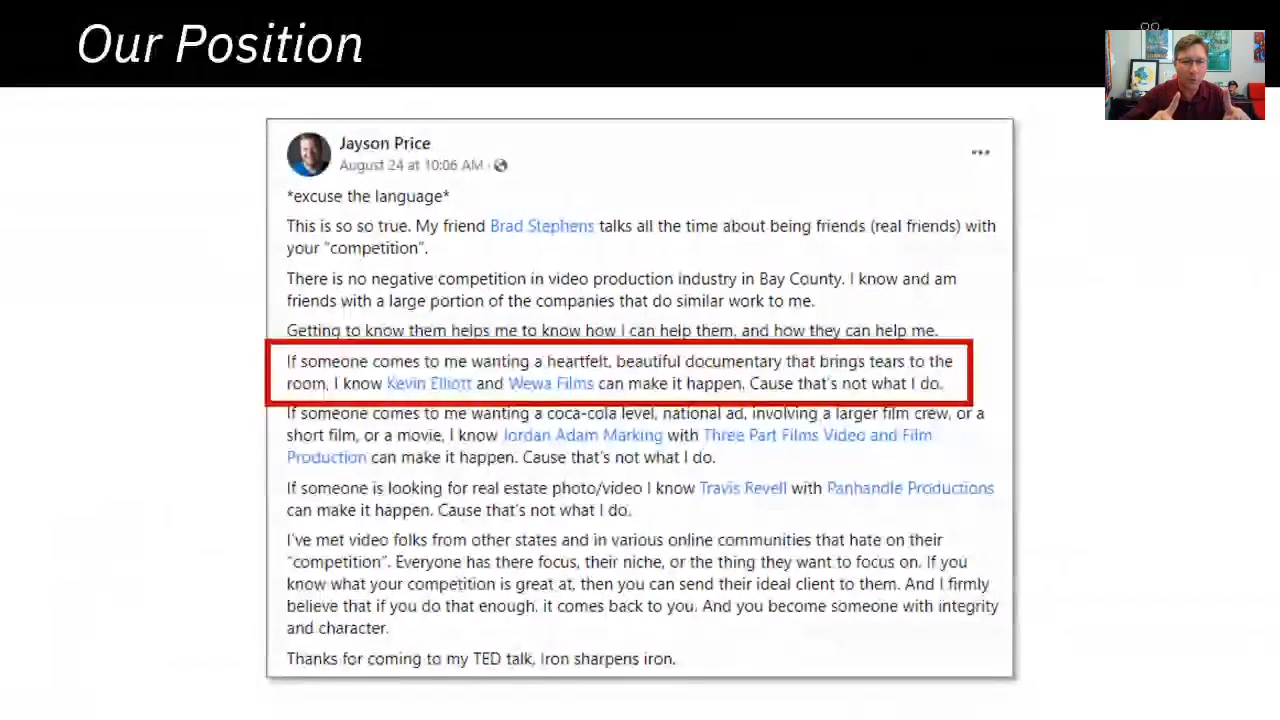 Our Position
Jayson Price
August 24 at 10:06 AM ·
*excuse the language*
This is so so true. My friend Brad Stephens talks all the time about being friends (real friends) with
your "competition".
There is no negative competition in video production industry in Bay County. I know and am
friends with a large portion of the companies that do similar work to me.
Getting to know them helps me to know how I can help them, and how they can help me.
If someone comes to me wanting a heartfelt, beautiful documentary that brings tears to the
room, I know Kevin Elliott and Wewa Films can make it happen. Cause that's not what I do.
If someone comes to me wanting a coca-cola level, national ad, involving a larger film crew, or a
short film, or a movie, I know Jordan Adam Marking with Three Part Films Video and Film
Production can make it happen. Cause that's not what I do.
If someone is looking for real estate photo/video I know Travis Revell with Panhandle Productions
can make it happen. Cause that's not what I do.
I've met video folks from other states and in various online communities that hate on their
"competition". Everyone has there focus, their niche, or the thing they want to focus on. If you
know what your competition is great at, then you can send their ideal client to them. And I firmly
believe that if you do that enough, it comes back to you. And you become someone with integrity
and character.
Thanks for coming to my TED talk, Iron sharpens iron.